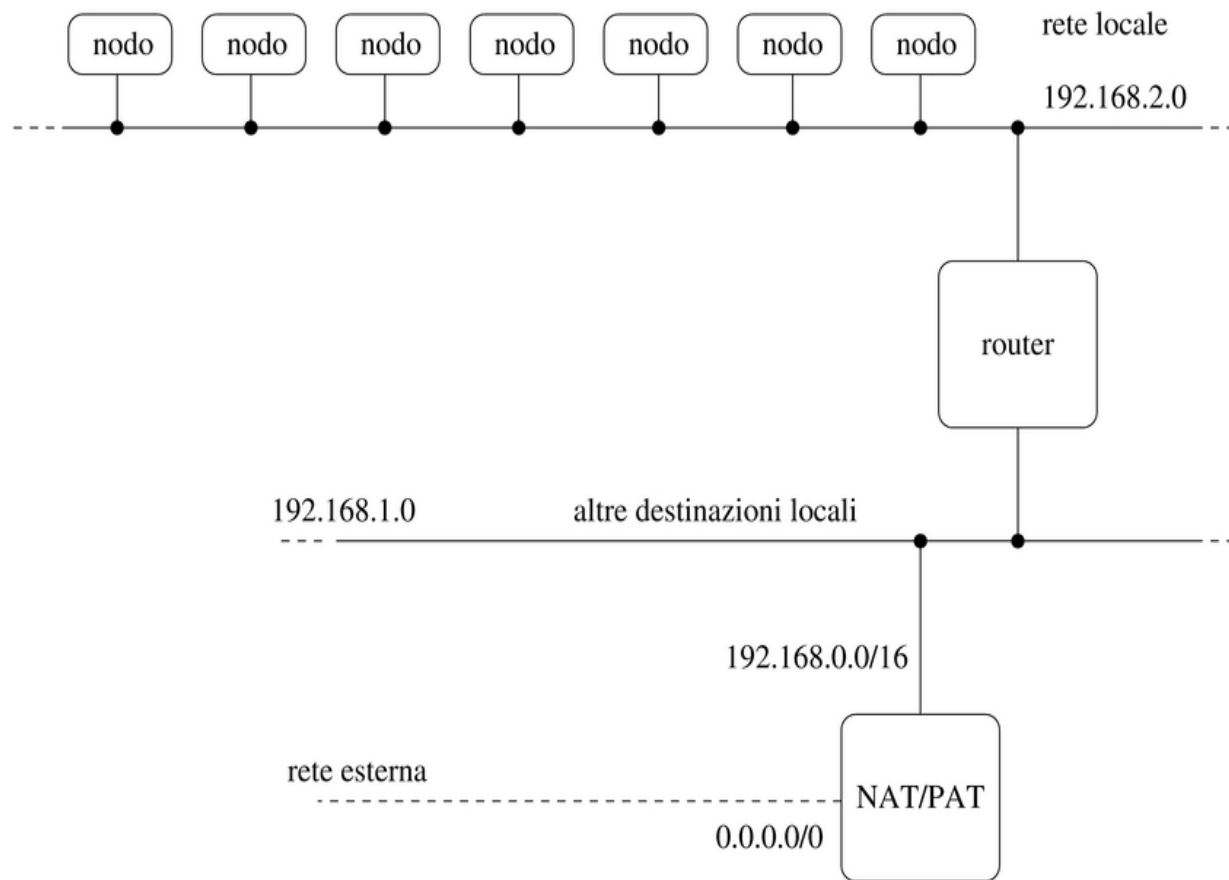 nodo nodo nodo nodo nodo nodo nodo
rete locale
192.168.2.0
router
192.168.1.0
altre destinazioni locali
192.168.0.0/16
rete esterna
NAT/PAT
0.0.0.0/0